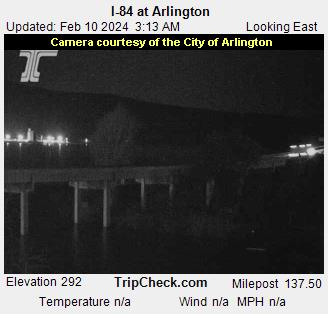 I-84 at Arlington
Updated: Feb 10 2024 3:13 AM Looking East
Camera courtesy of the City of Arlington
Elevation 292 TripCheck.com Milepost 137.50
Temperature n/a Wind n/a MPH n/a